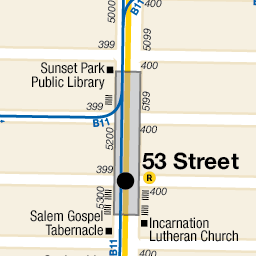 5000
B11
5099
399
400
Sunset Park
Public Library
399
5199
B11
5200
400
53 Street
R
399
5300
400
Salem Gospel
Tabernacle
Incarnation
Lutheran Church
B11
400